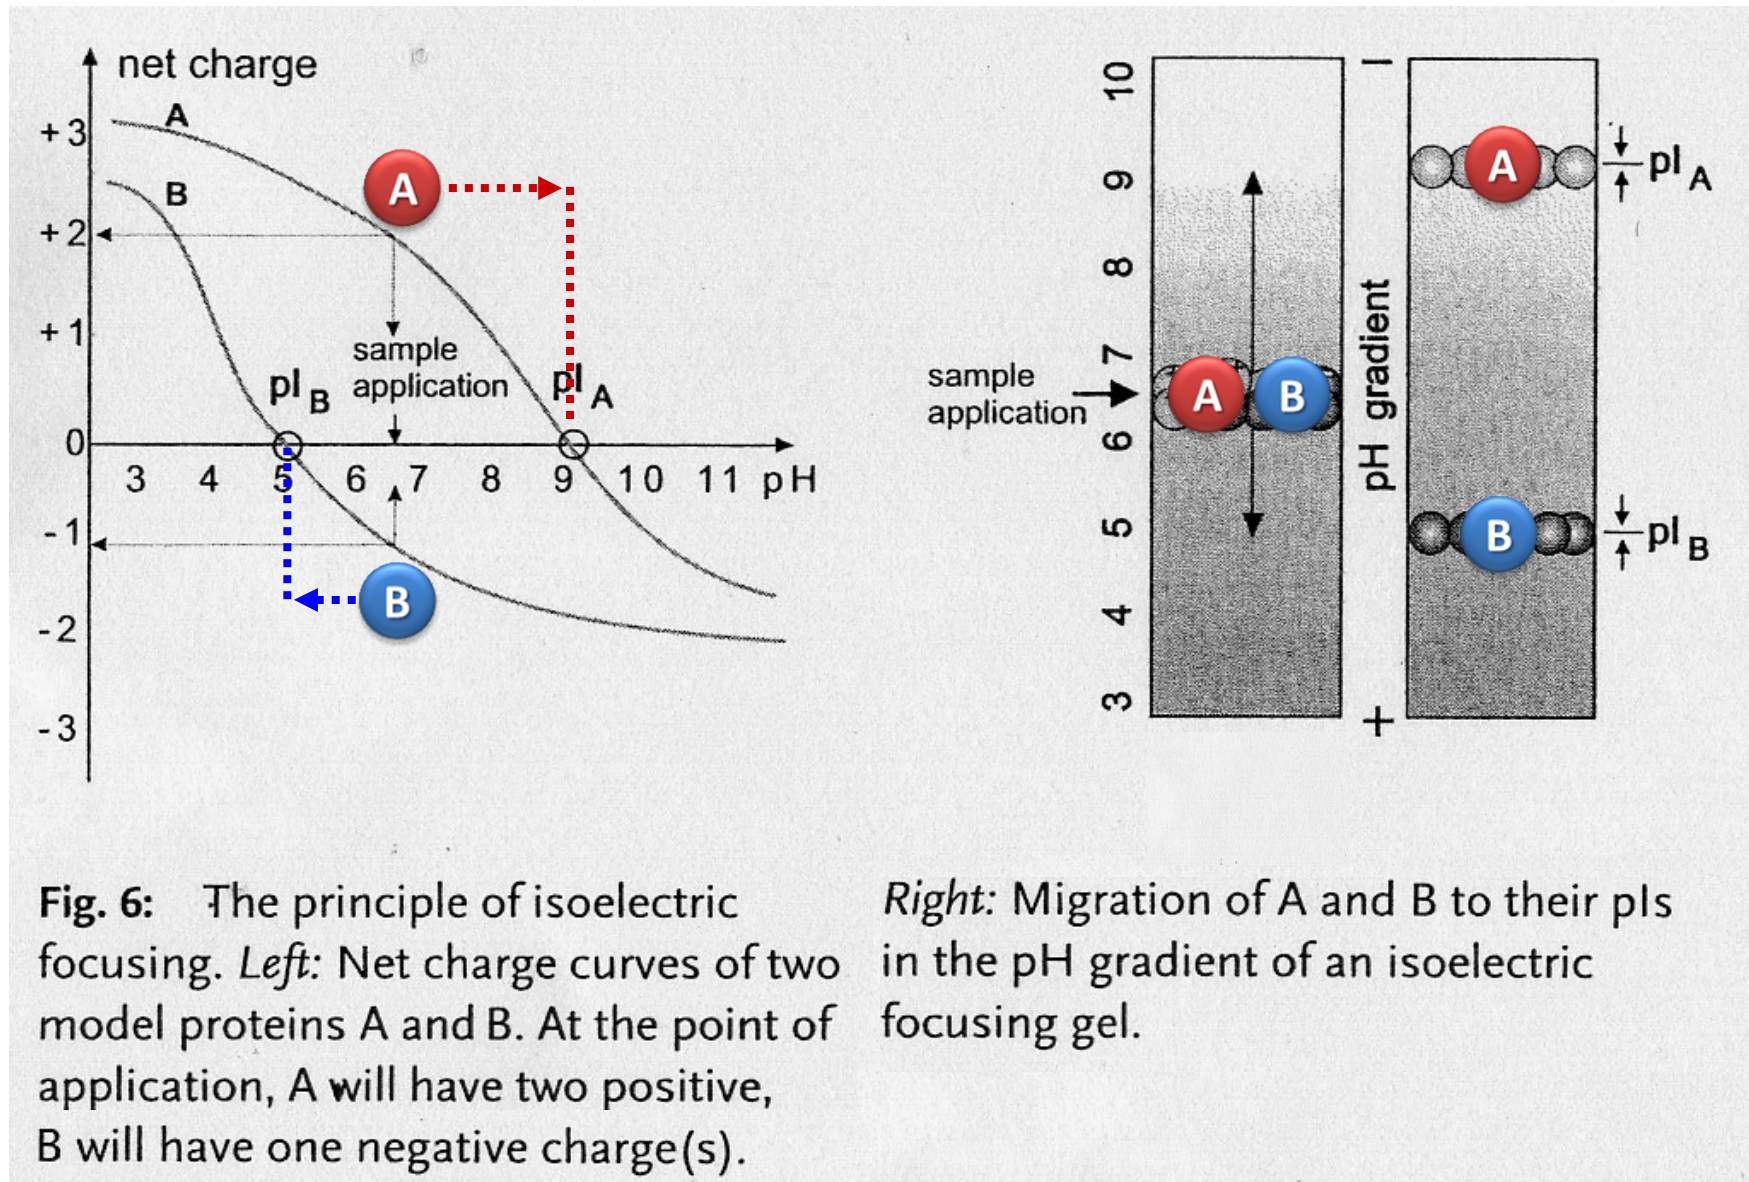 net charge
A
+3
B
A
+2
+1
sample
application
pI B
pI A
0
3 4 5 6 7 8 9 10 11 pH
-1
B
-2
-3
10
9
8
7
6
5
4
3
sample
application
A B
pH gradient
−
+
A
pI A
B
pI B
Fig. 6: The principle of isoelectric
focusing. Left: Net charge curves of two
model proteins A and B. At the point of
application, A will have two positive,
B will have one negative charge(s).
Right: Migration of A and B to their pIs
in the pH gradient of an isoelectric
focusing gel.